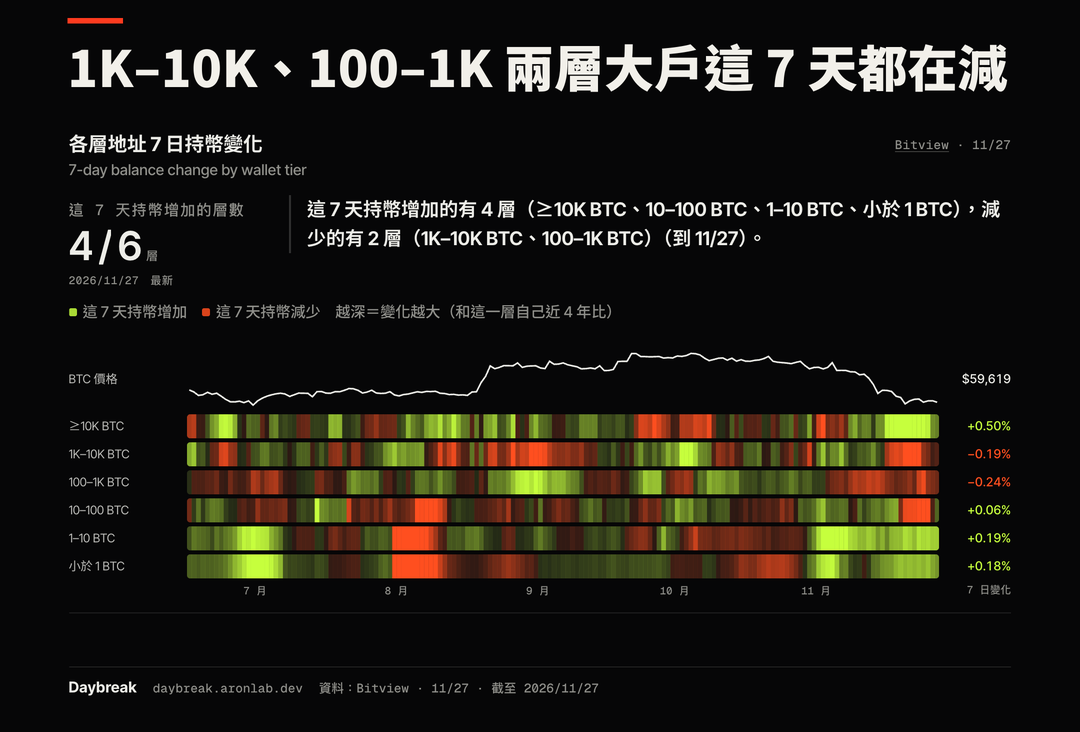 1K–10K、100–1K 兩層大戶這 7 天都在減
各層地址 7 日持幣變化
7-day balance change by wallet tier
Bitview · 11/27
這 7 天持幣增加的層數
4/6 層
2026/11/27 最新
這 7 天持幣增加的有 4 層（≥10K BTC、10–100 BTC、1–10 BTC、小於 1 BTC），減
少的有 2 層（1K–10K BTC、100–1K BTC）（到 11/27）。
這 7 天持幣增加 這 7 天持幣減少 越深＝變化越大（和這一層自己近 4 年比）
BTC 價格 $59,619
≥10K BTC +0.50%
1K–10K BTC −0.19%
100–1K BTC −0.24%
10–100 BTC +0.06%
1–10 BTC +0.19%
小於 1 BTC +0.18%
7 月 8 月 9 月 10 月 11 月 7 日變化
Daybreak daybreak.aronlab.dev 資料：Bitview · 11/27 · 截至 2026/11/27